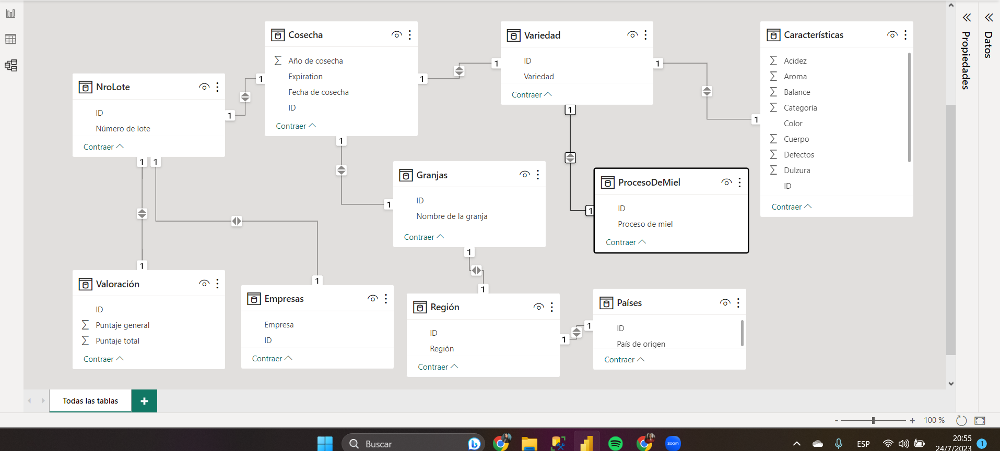 Cosecha
Año de cosecha
Expiration
Fecha de cosecha
ID
Contraer
Variedad
ID
Variedad
Contraer
Características
Acidez
Aroma
Balance
Categoría
Color
Cuerpo
Defectos
Dulzura
ID
Contraer
Propiedades
Datos
NroLote
ID
Número de lote
Contraer
1
1
1
1
1
1
1
1
1
1
Granjas
ID
Nombre de la granja
Contraer
1
1
ProcesoDeMiel
ID
Proceso de miel
Contraer
1
1
1
1
Valoración
ID
Puntaje general
Puntaje total
Contraer
Empresas
Empresa
ID
Contraer
1
1
Región
ID
Región
Contraer
Países
ID
País de origen
Contraer
Todas las tablas
+
- + 100 %
Buscar
zoom
ESP
20:55
24/7/2023
1